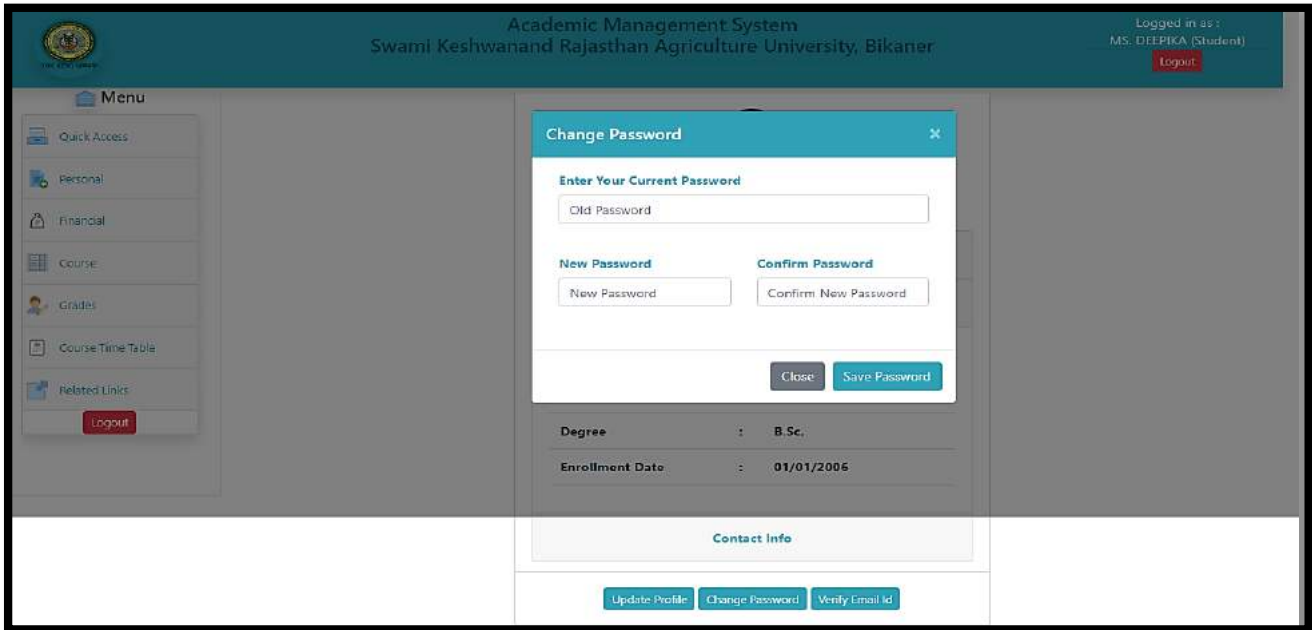 Academic Management System
Swami Keshwanand Rajasthan Agriculture University, Bikaner
Logged in as :
MS. DEEPIKA (Student)
Logout
Menu
Quick Access
Personal
Financial
Course
Grades
Course Time Table
Related Links
Logout
Change Password
×
Enter Your Current Password
Old Password
New Password
Confirm Password
New Password
Confirm New Password
Close
Save Password
Degree : B.Sc.
Enrollment Date : 01/01/2006
Contact Info
Update Profile
Change Password
Verify Email Id